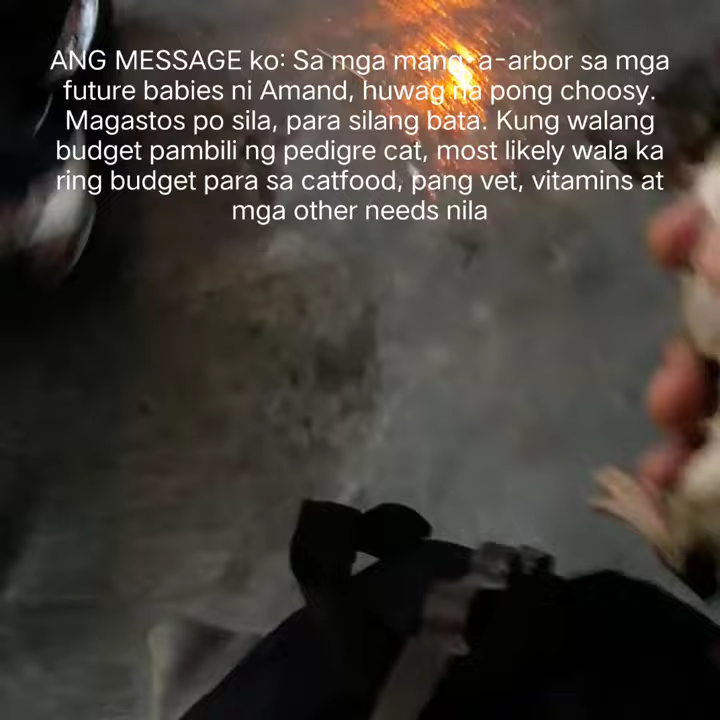 ANG MESSAGE ko: Sa mga mang-a-arbor sa mga
future babies ni Amand, huwag na pong choosy.
Magastos po sila, para silang bata. Kung walang
budget pambili ng pedigre cat, most likely wala ka
ring budget para sa catfood, pang vet, vitamins at
mga other needs nila